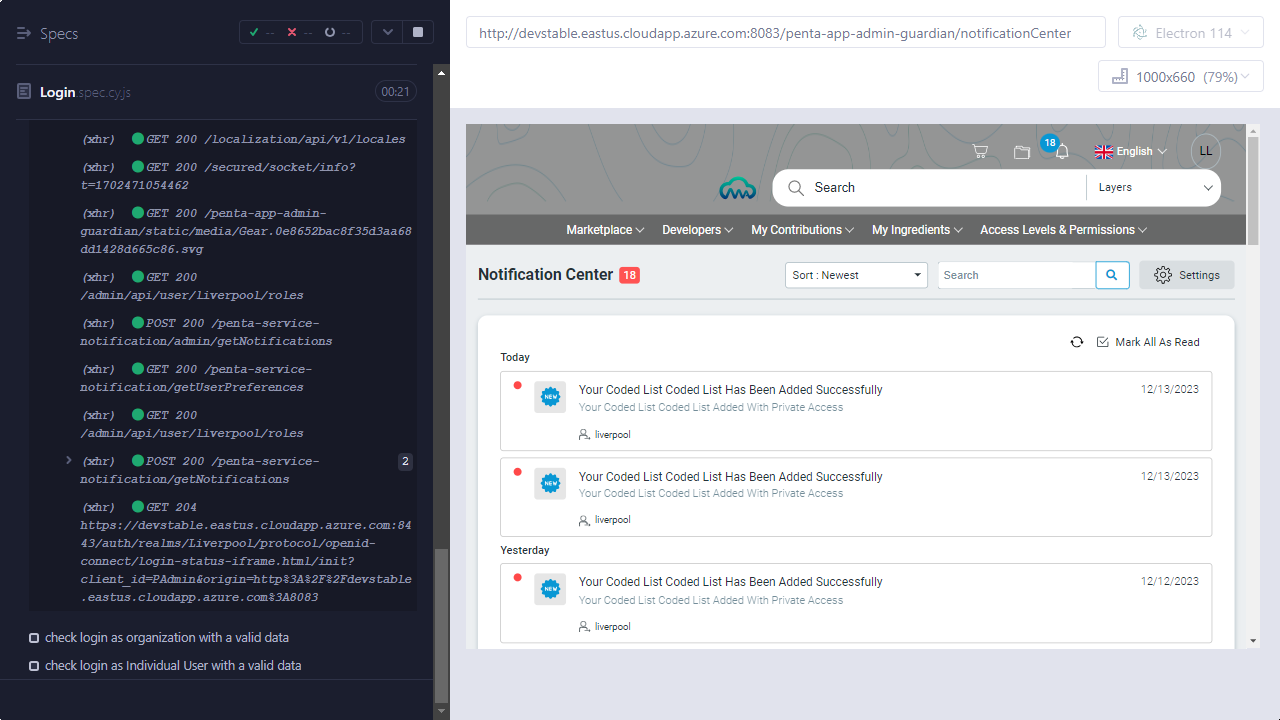 Specs
--
--
--
Login.spec.cy.js
00:21
(xhr) GET 200 /localization/api/v1/locales
(xhr) GET 200 /secured/socket/info?
t=1702471054462
(xhr) GET 200 /penta-app-admin-
guardian/static/media/Gear.0e8652bac8f35d3aa68
dd1428d665c86.svg
(xhr) GET 200
/admin/api/user/liverpool/roles
(xhr) POST 200 /penta-service-
notification/admin/getNotifications
(xhr) GET 200 /penta-service-
notification/getUserPreferences
(xhr) GET 200
/admin/api/user/liverpool/roles
(xhr) POST 200 /penta-service-
notification/getNotifications
2
(xhr) GET 204
https://devstable.eastus.cloudapp.azure.com:84
43/auth/realms/Liverpool/protocol/openid-
connect/login-status-iframe.html/init?
client_id=PAdmin&origin=http%3A%2F%2Fdevstable
.eastus.cloudapp.azure.com%3A8083
check login as organization with a valid data
check login as Individual User with a valid data
http://devstable.eastus.cloudapp.azure.com:8083/penta-app-admin-guardian/notificationCenter
Electron 114
1000x660 (79%)
18
English
LL
Search
Layers
Marketplace
Developers
My Contributions
My Ingredients
Access Levels & Permissions
Notification Center 18
Sort : Newest
Search
Settings
Mark All As Read
Today
NEW
Your Coded List Coded List Has Been Added Successfully
12/13/2023
Your Coded List Coded List Added With Private Access
liverpool
NEW
Your Coded List Coded List Has Been Added Successfully
12/13/2023
Your Coded List Coded List Added With Private Access
liverpool
Yesterday
NEW
Your Coded List Coded List Has Been Added Successfully
12/12/2023
Your Coded List Coded List Added With Private Access
liverpool